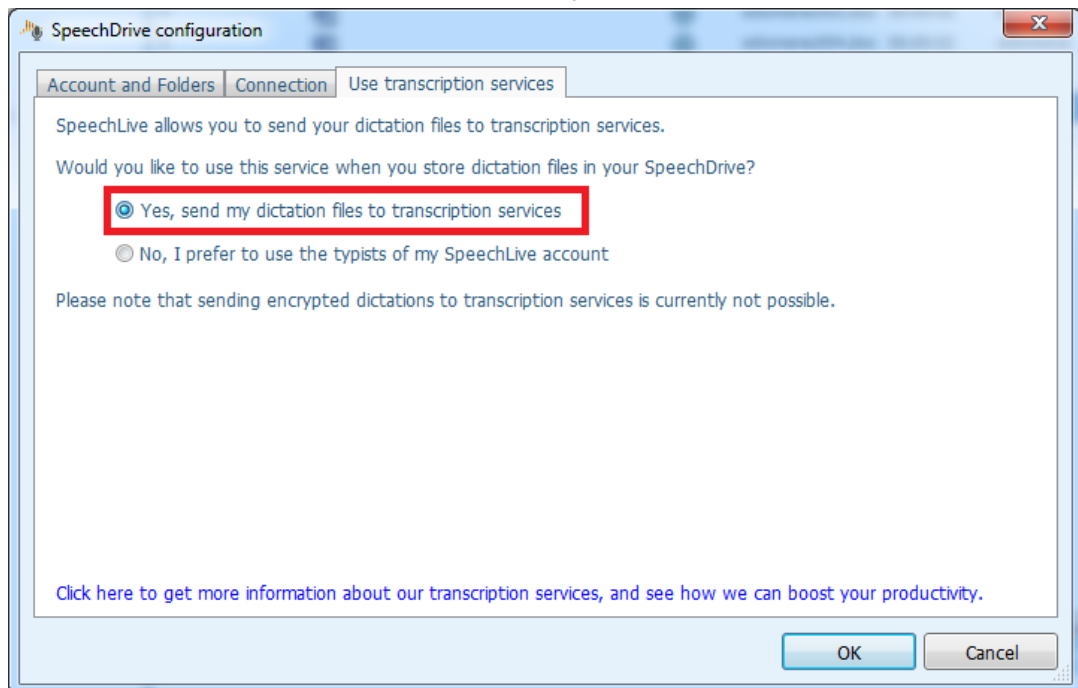 SpeechDrive configuration
X
Account and Folders Connection Use transcription services
SpeechLive allows you to send your dictation files to transcription services.
Would you like to use this service when you store dictation files in your SpeechDrive?
Yes, send my dictation files to transcription services
No, I prefer to use the typists of my SpeechLive account
Please note that sending encrypted dictations to transcription services is currently not possible.
Click here to get more information about our transcription services, and see how we can boost your productivity.
OK Cancel